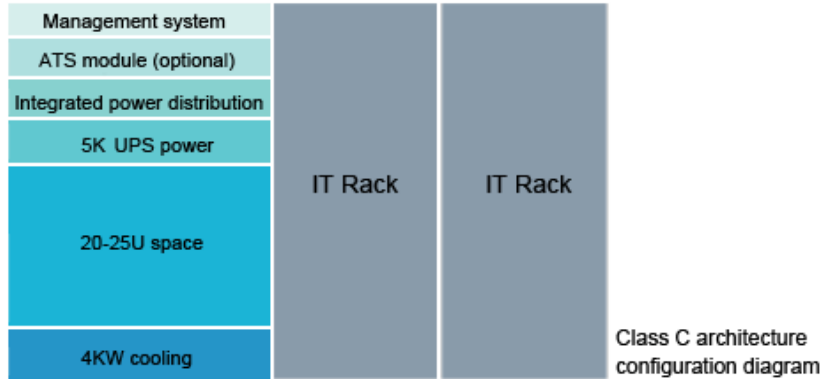 Management system
ATS module (optional)
Integrated power distribution
5K UPS power
20-25U space
4KW cooling
IT Rack
IT Rack
Class C architecture
configuration diagram